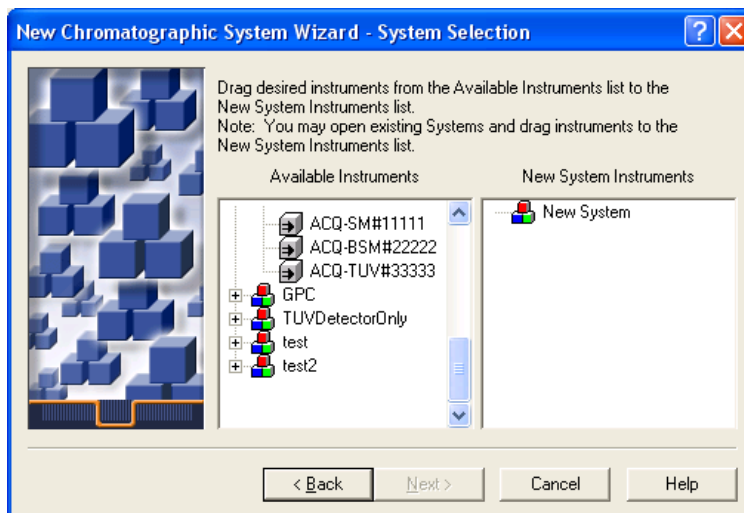 New Chromatographic System Wizard - System Selection
Drag desired instruments from the Available Instruments list to the
New System Instruments list.
Note: You may open existing Systems and drag instruments to the
New System Instruments list.
Available Instruments
New System Instruments
ACQ-SM#11111
ACQ-BSM#22222
ACQ-TUV#33333
GPC
TUVDetectorOnly
test
test2
New System
< Back
Next >
Cancel
Help